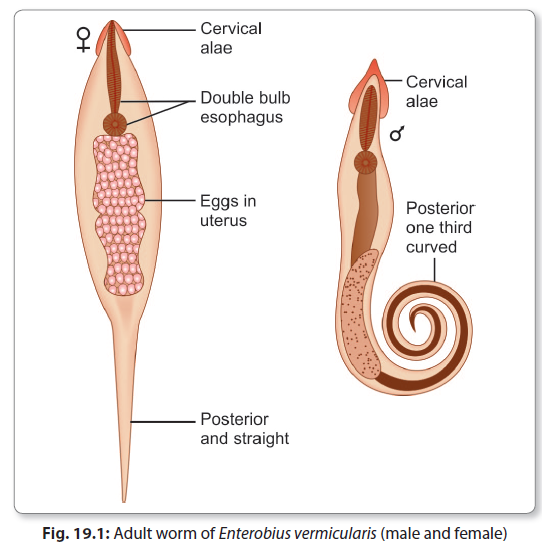 ♀
Cervical
alae
Double bulb
esophagus
Eggs in
uterus
Posterior
and straight
Cervical
alae
♂
Posterior
one third
curved
Fig. 19.1: Adult worm of Enterobius vermicularis (male and female)